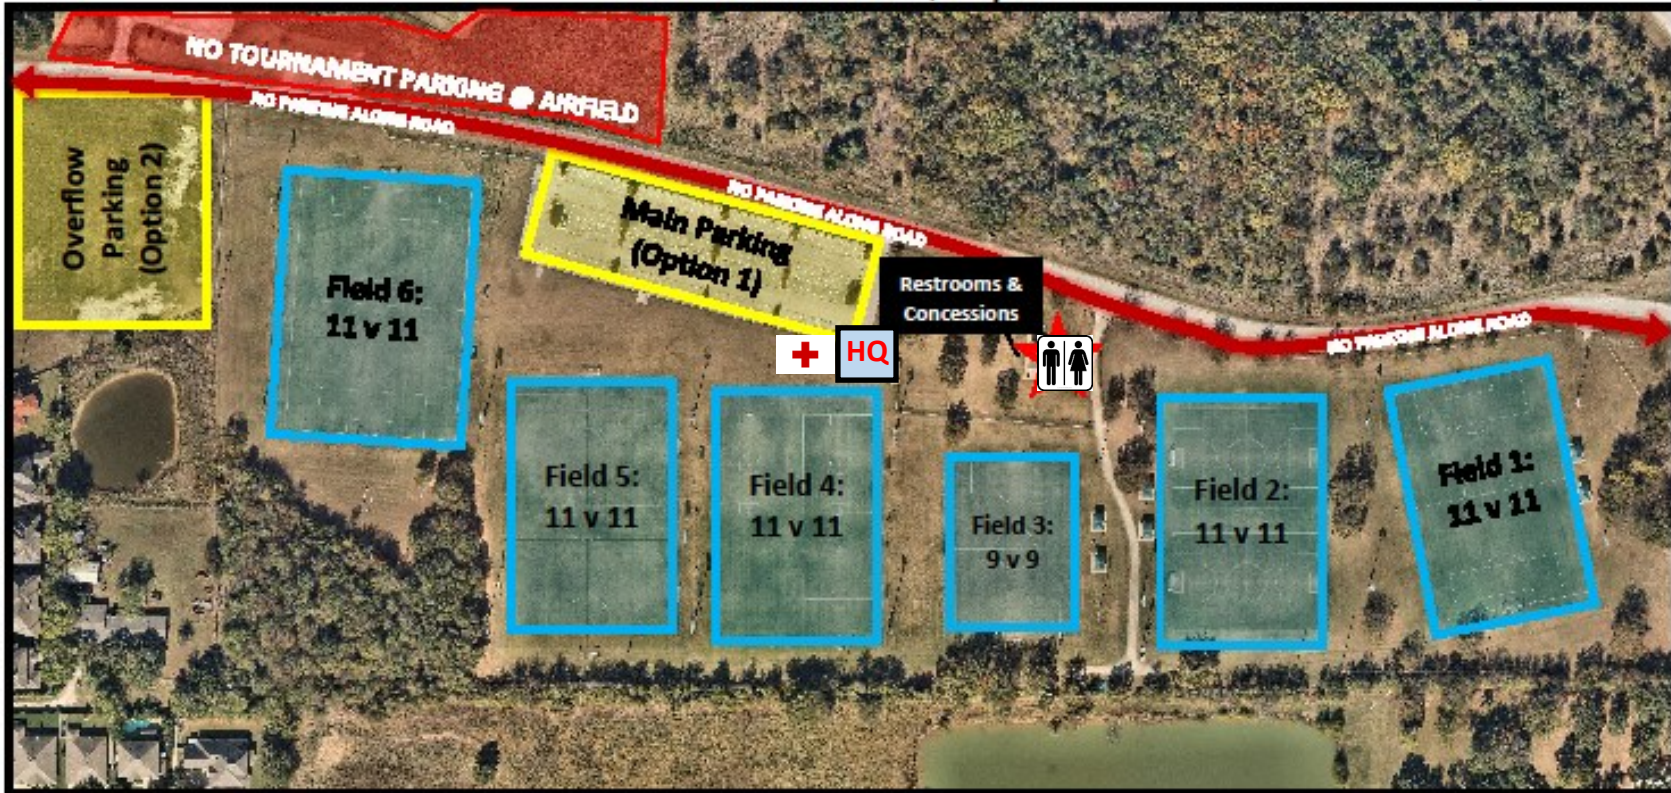 NO TOURNAMENT PARKING @ AIRFIELD
NO PARKING ALONG ROAD
Overflow
Parking
(Option 2)
Main Parking
(Option 1)
NO PARKING ALONG ROAD
Restrooms &
Concessions
NO PARKING ALONG ROAD
HQ
Field 6:
11 v 11
Field 5:
11 v 11
Field 4:
11 v 11
Field 3:
9 v 9
Field 2:
11 v 11
Field 1:
11 v 11